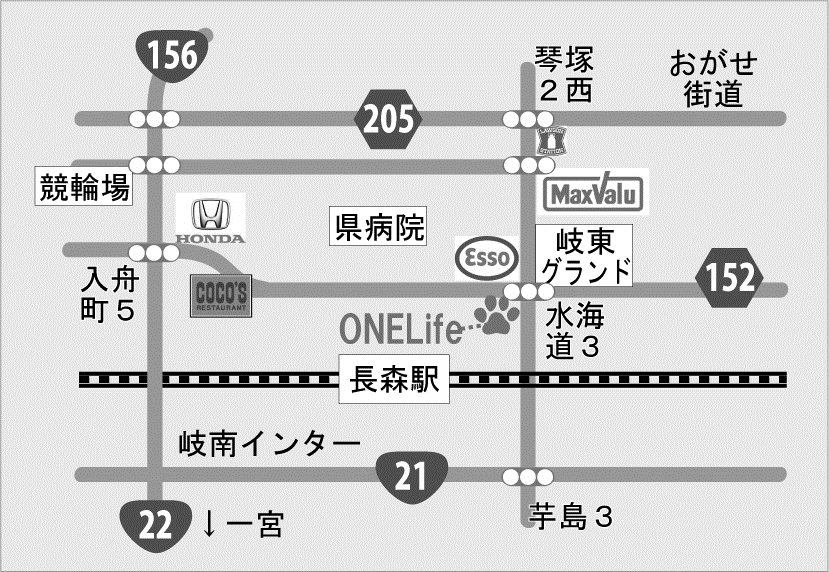 156
琴塚
２西
おがせ
街道
205
LAWSON
STATION
競輪場
MaxValu
HONDA
県病院
Esso
岐東
グランド
152
入舟
町５
COCO'S
RESTAURANT
ONELife
水海
道３
長森駅
岐南インター
21
22
↓一宮
芋島３